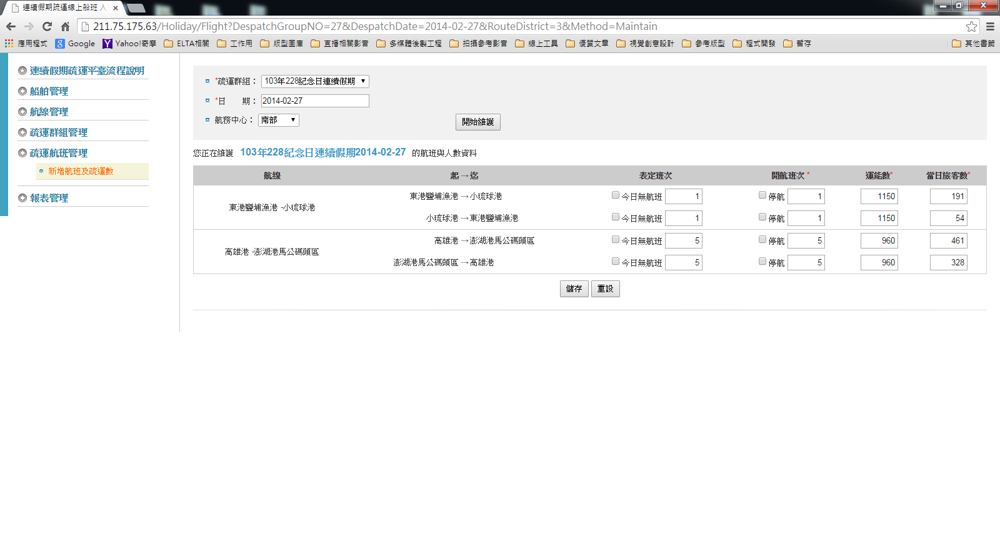 連續假期疏運線上船班 人
211.75.175.63/Holiday/Flight?DespatchGroupNO=27&DespatchDate=2014-02-27&RouteDistrict=3&Method=Maintain
應用程式 Google Yahoo!奇摩 ELTA相關 工作用 版型圖庫 直播相關影音 多媒體後製工程 拍攝參考影音 線上工具 優質文章 視覺創意設計 參考版型 程式開發 暫存 其他書籤
連續假期疏運平臺流程說明
船舶管理
航線管理
疏運群組管理
疏運航班管理
新增航班及疏運數
報表管理
*疏運群組： 103年228紀念日連續假期
*日 期： 2014-02-27
航務中心： 南部 開始維護
您正在維護 103年228紀念日連續假期2014-02-27 的航班與人數資料
航線 起→迄 表定班次 開航班次* 運能數* 當日旅客數*
東港鹽埔漁港 -小琉球港
東港鹽埔漁港→小琉球港 今日無航班 1 停航 1 1150 191
小琉球港→東港鹽埔漁港 今日無航班 1 停航 1 1150 54
高雄港 -澎湖港馬公碼頭區
高雄港→澎湖港馬公碼頭區 今日無航班 5 停航 5 960 461
澎湖港馬公碼頭區→高雄港 今日無航班 5 停航 5 960 328
儲存 重設